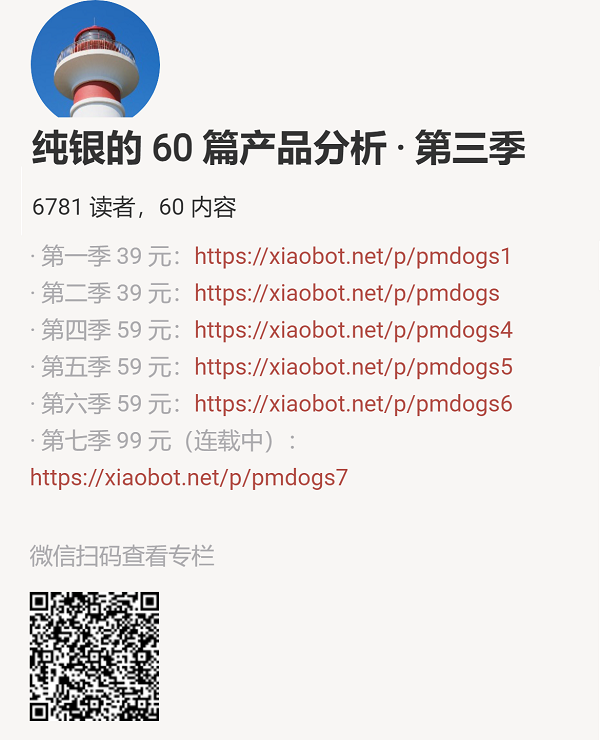 纯银的 60 篇产品分析 · 第三季
6781 读者，60 内容
· 第一季 39 元：https://xiaobot.net/p/pmdogs1
· 第二季 39 元：https://xiaobot.net/p/pmdogs
· 第四季 59 元：https://xiaobot.net/p/pmdogs4
· 第五季 59 元：https://xiaobot.net/p/pmdogs5
· 第六季 59 元：https://xiaobot.net/p/pmdogs6
· 第七季 99 元（连载中）：
https://xiaobot.net/p/pmdogs7
微信扫码查看专栏